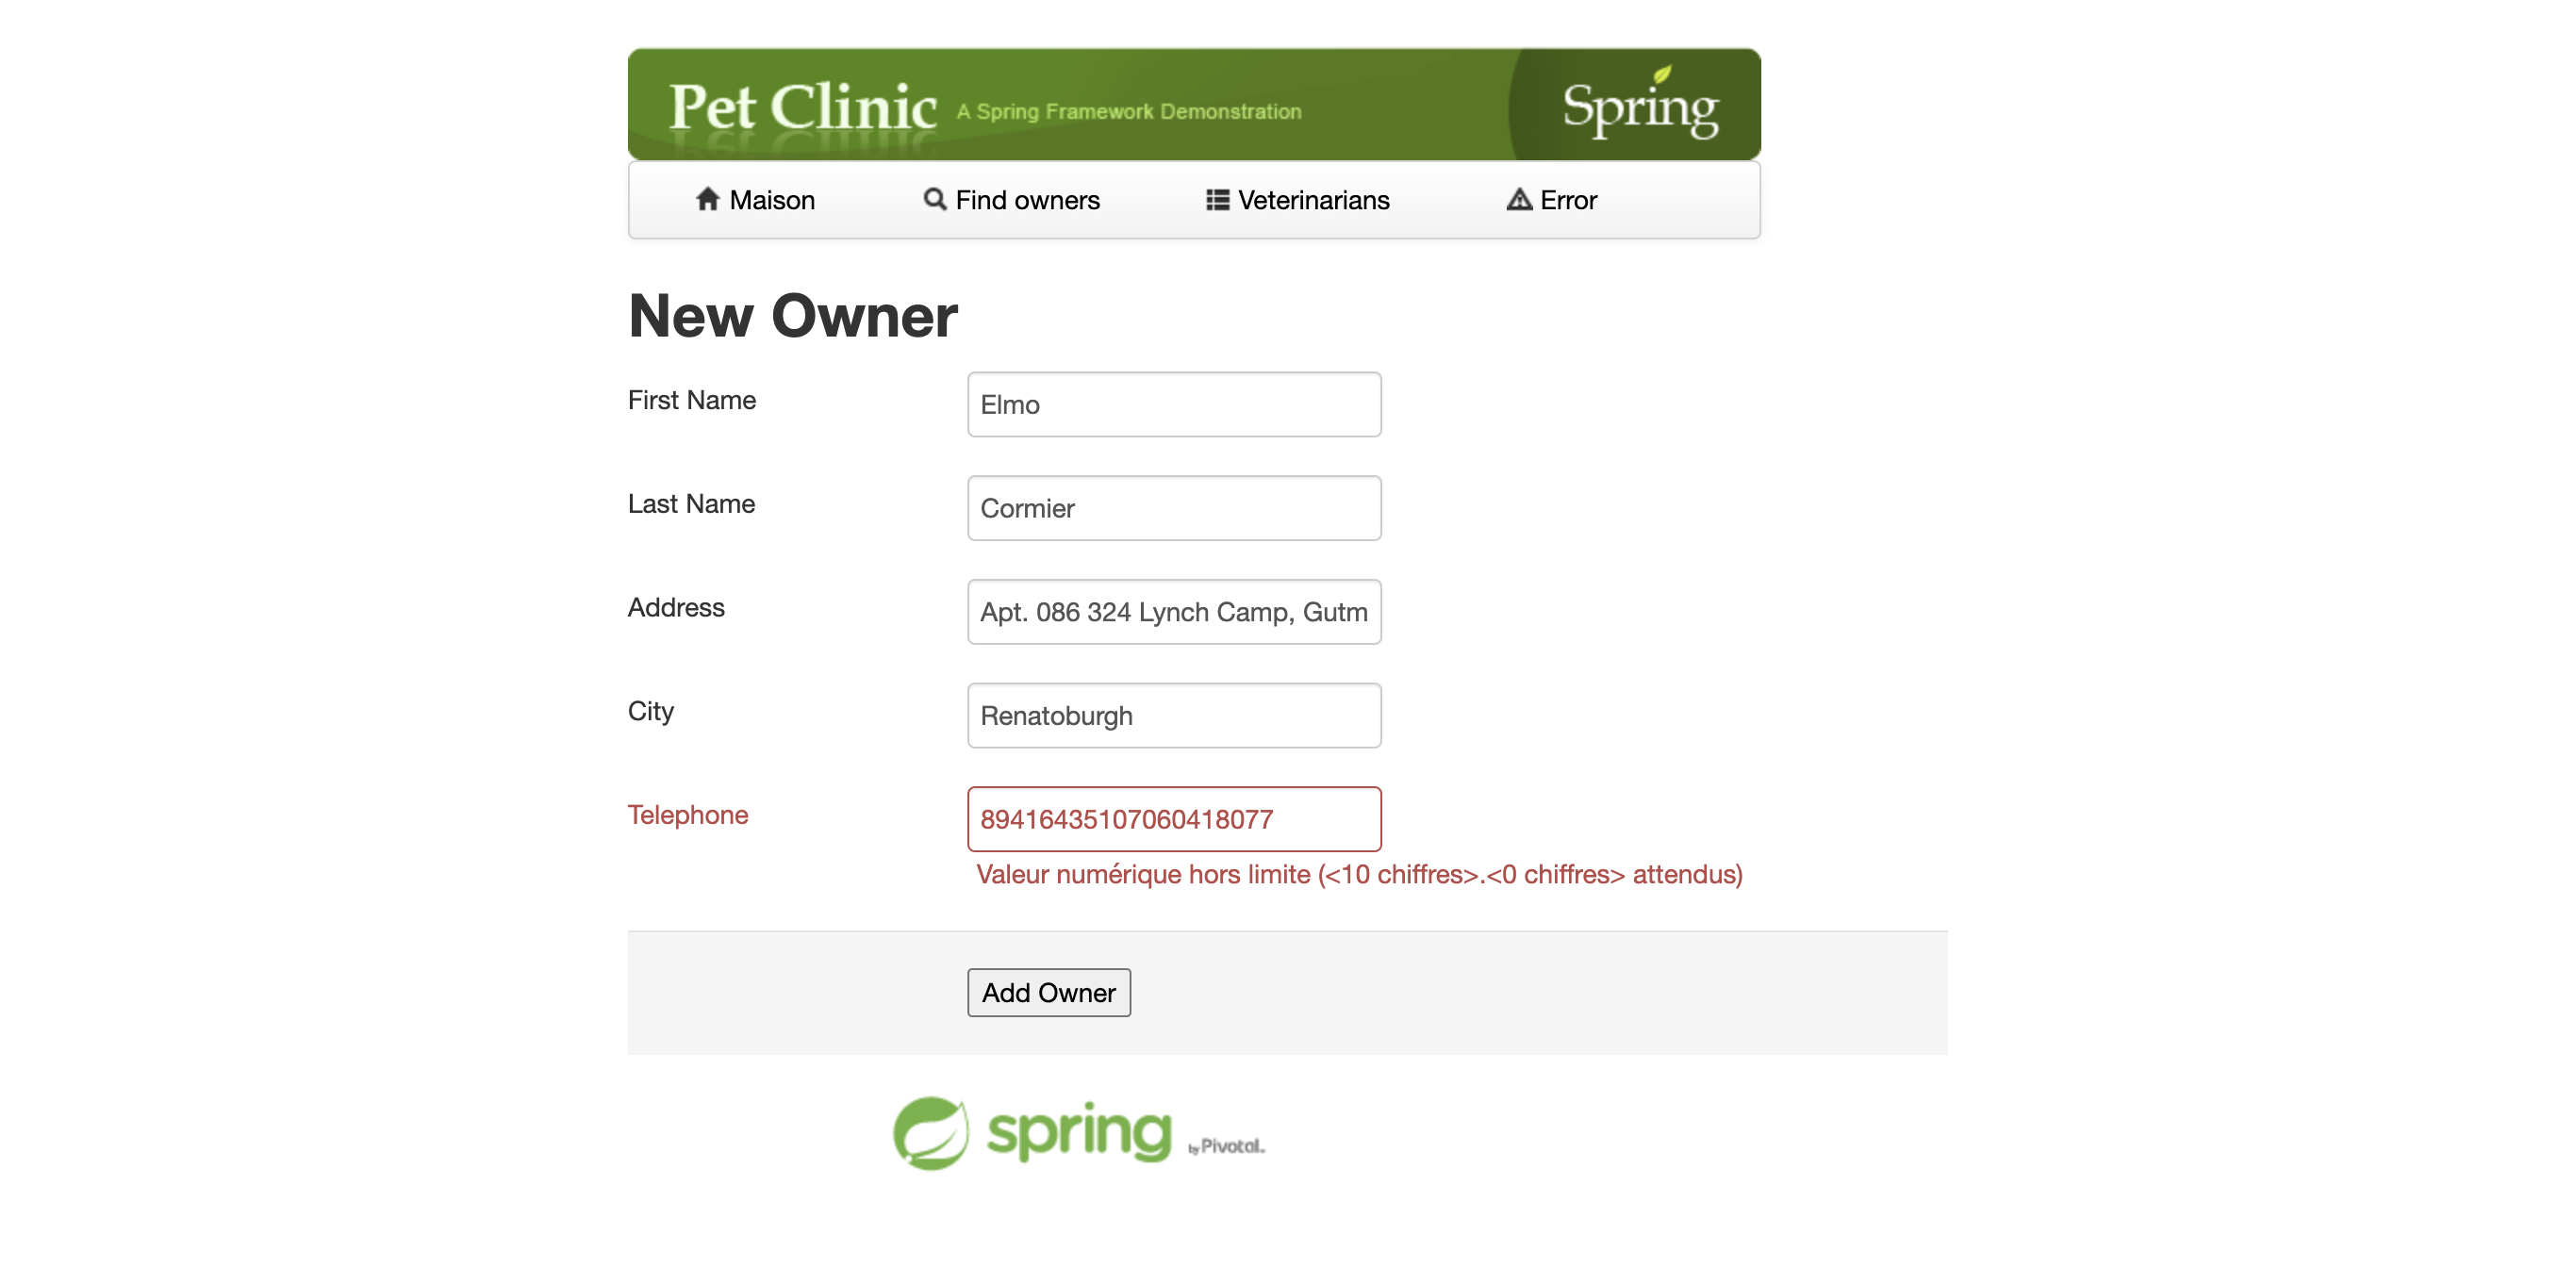 Pet Clinic A Spring Framework Demonstration Spring
Maison Find owners Veterinarians Error
New Owner
First Name Elmo
Last Name Cormier
Address Apt. 086 324 Lynch Camp, Gutm
City Renatoburgh
Telephone 89416435107060418077
Valeur numérique hors limite (<10 chiffres>.<0 chiffres> attendus)
Add Owner
spring by Pivotal.